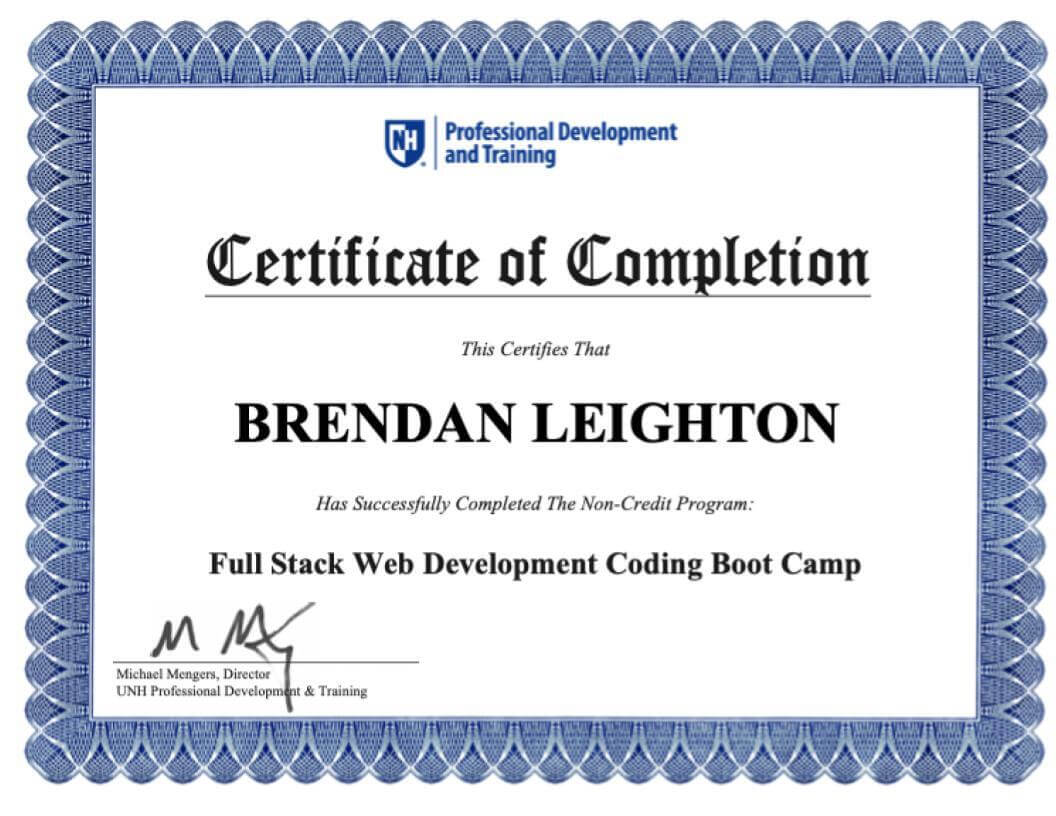 NH
Professional Development
and Training
Certificate of Completion
This Certifies That
BRENDAN LEIGHTON
Has Successfully Completed The Non-Credit Program:
Full Stack Web Development Coding Boot Camp
Michael Mengers, Director
UNH Professional Development & Training